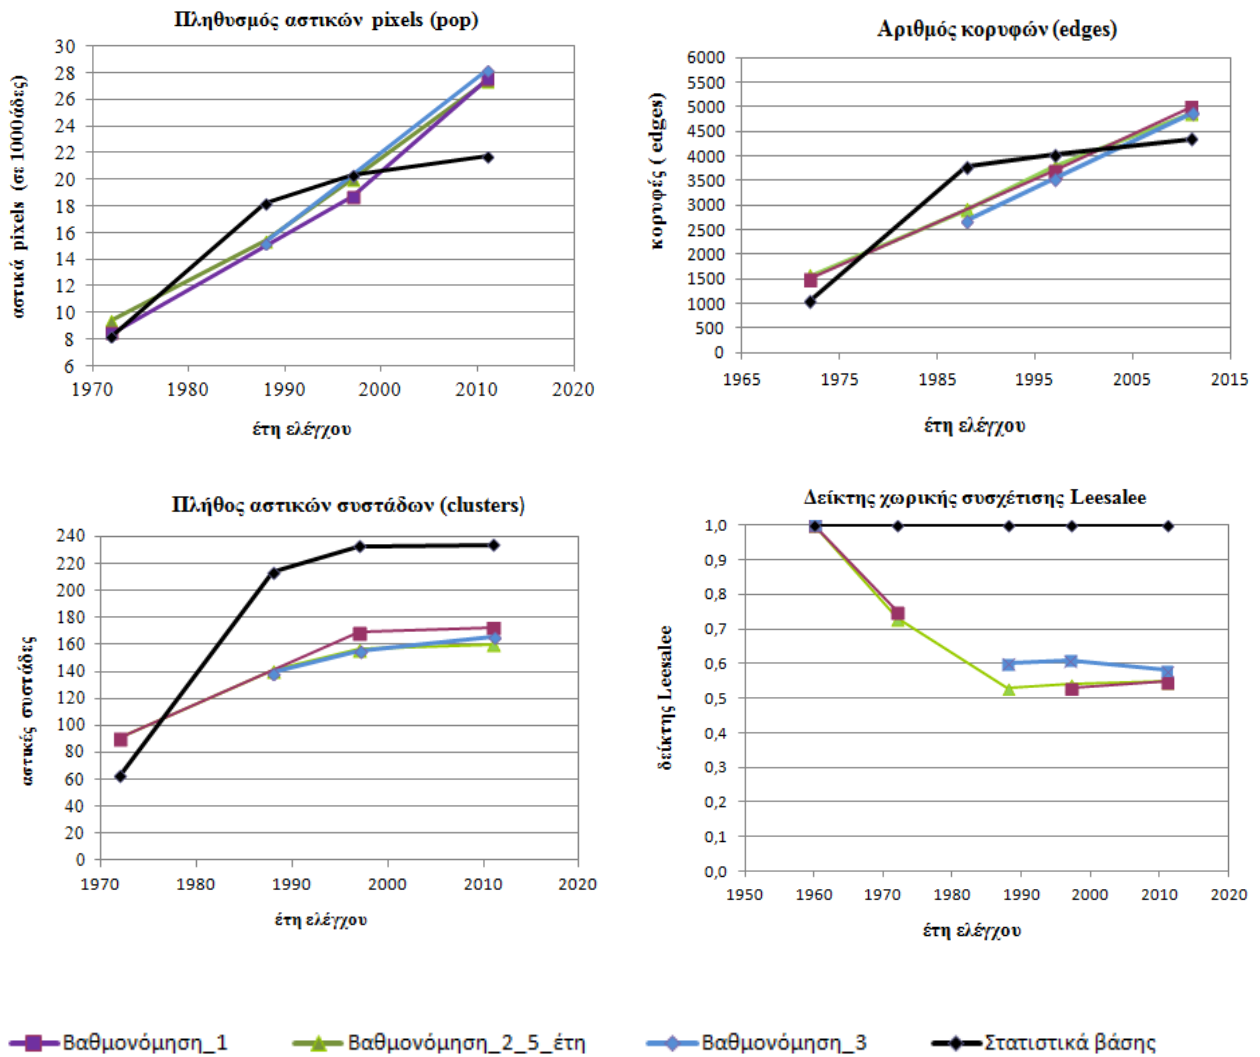 Πληθυσμός αστικών pixels (pop)
αστικά pixels (σε 1000άδες)
30
28
26
24
22
20
18
16
14
12
10
8
6
1970 1980 1990 2000 2010 2020
έτη ελέγχου
Αριθμός κορυφών (edges)
κορυφές ( edges)
6000
5500
5000
4500
4000
3500
3000
2500
2000
1500
1000
500
0
1965 1975 1985 1995 2005 2015
έτη ελέγχου
Πλήθος αστικών συστάδων (clusters)
αστικές συστάδες
240
220
200
180
160
140
120
100
80
60
40
20
0
1970 1980 1990 2000 2010 2020
έτη ελέγχου
Δείκτης χωρικής συσχέτισης Leesalee
δείκτης Leesalee
1,0
0,9
0,8
0,7
0,6
0,5
0,4
0,3
0,2
0,1
0,0
1950 1960 1970 1980 1990 2000 2010 2020
έτη ελέγχου
Βαθμονόμηση_1 Βαθμονόμηση_2_5_έτη Βαθμονόμηση_3 Στατιστικά βάσης